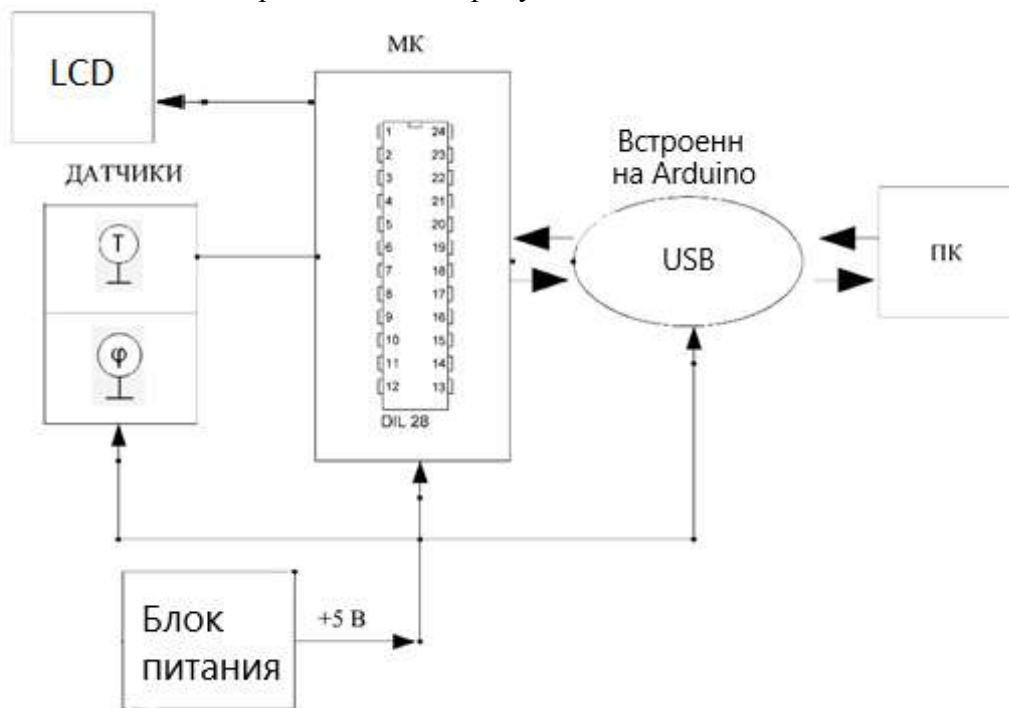 LCD
МК
ДАТЧИКИ
T
φ
1 24
2 23
3 22
4 21
5 20
6 19
7 18
8 17
9 16
10 15
11 14
12 13
DIL 28
Встроенн
на Arduino
USB
ПК
Блок
питания
+5 В